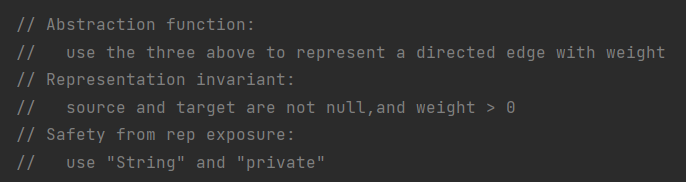 // Abstraction function:
//   use the three above to represent a directed edge with weight
// Representation invariant:
//   source and target are not null,and weight > 0
// Safety from rep exposure:
//   use "String" and "private"